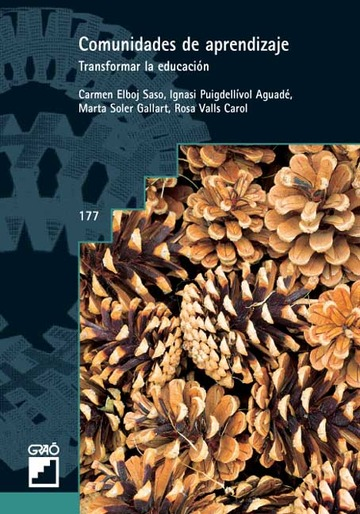 Comunidades de aprendizaje
Transformar la educación
Carmen Elboj Saso, Ignasi Puigdellívol Aguadé,
Marta Soler Gallart, Rosa Valls Carol
177
GRAÓ